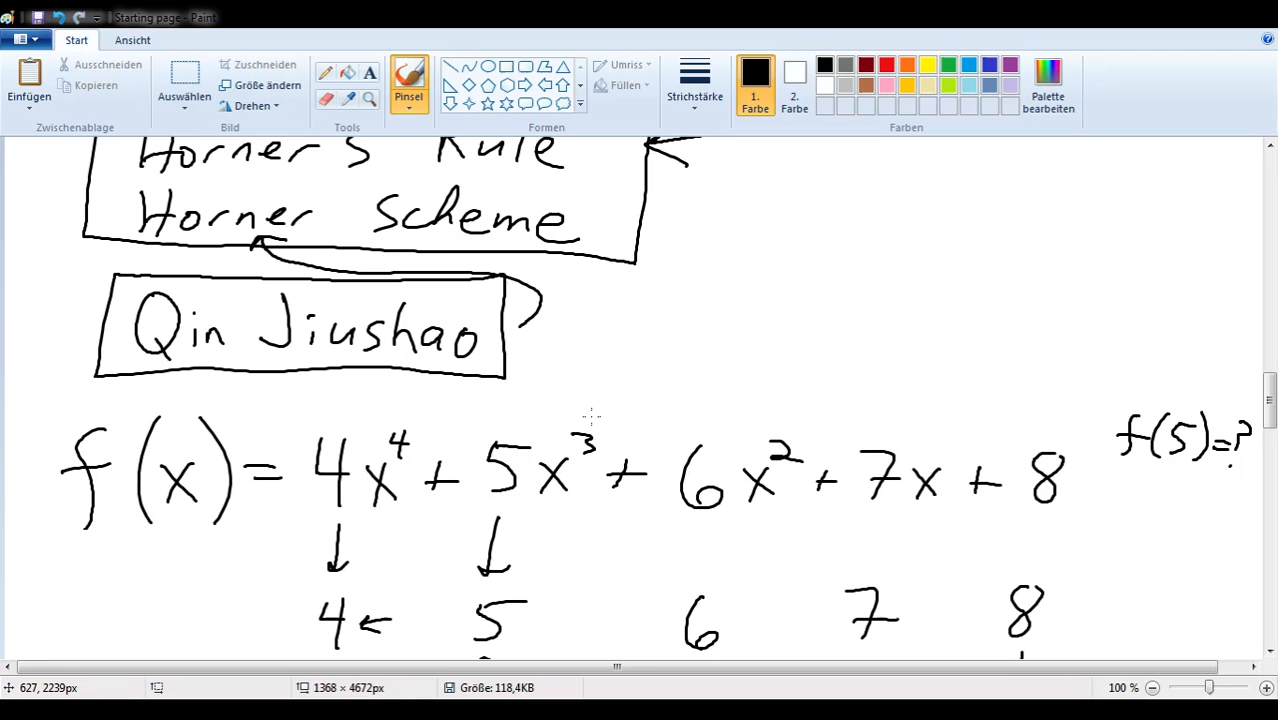 Starting page - Paint
Start Ansicht
Einfügen
Ausschneiden
Kopieren
Zwischenablage
Auswählen
Zuschneiden
Größe ändern
Drehen
Bild
A
Tools
Pinsel
Umriss
Füllen
Formen
Strichstärke
1. Farbe
2. Farbe
Palette bearbeiten
Farben
Horner's Rule
Horner Scheme
Qin Jiushao
f(x) = 4x⁴ + 5x³ + 6x² + 7x + 8
f(5)=?
↓ ↓
4 ← 5 6 7 8
627, 2239px
1368 × 4672px
Größe: 118,4KB
100 %